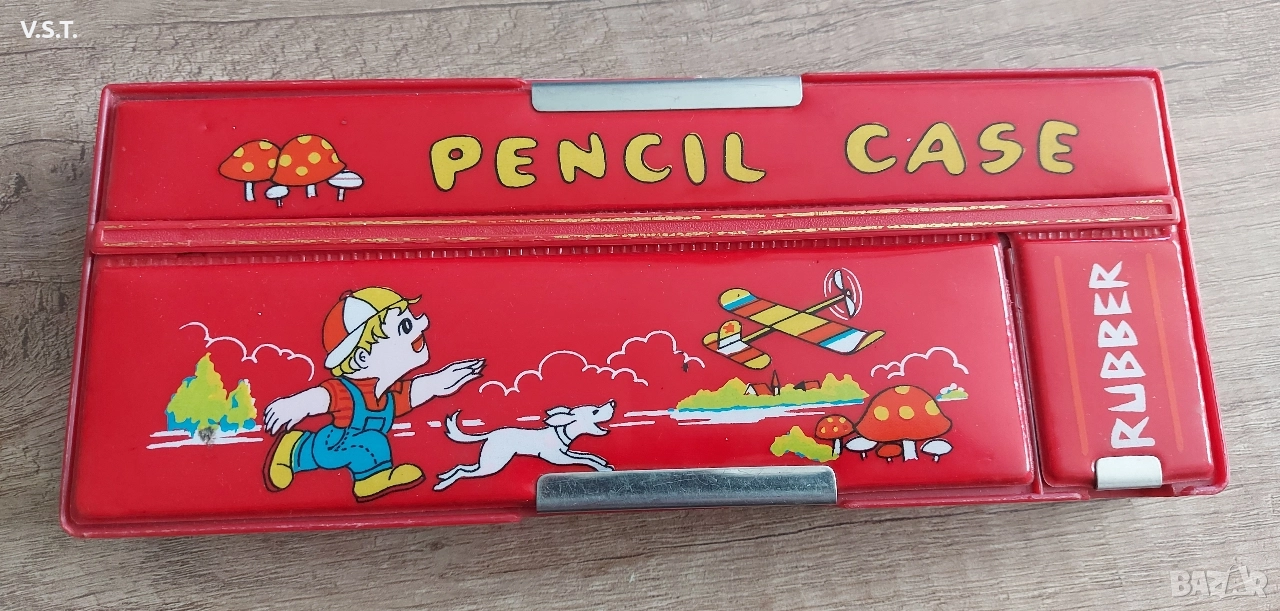 V.S.T.
PENCIL CASE
RUBBER
BAZAR